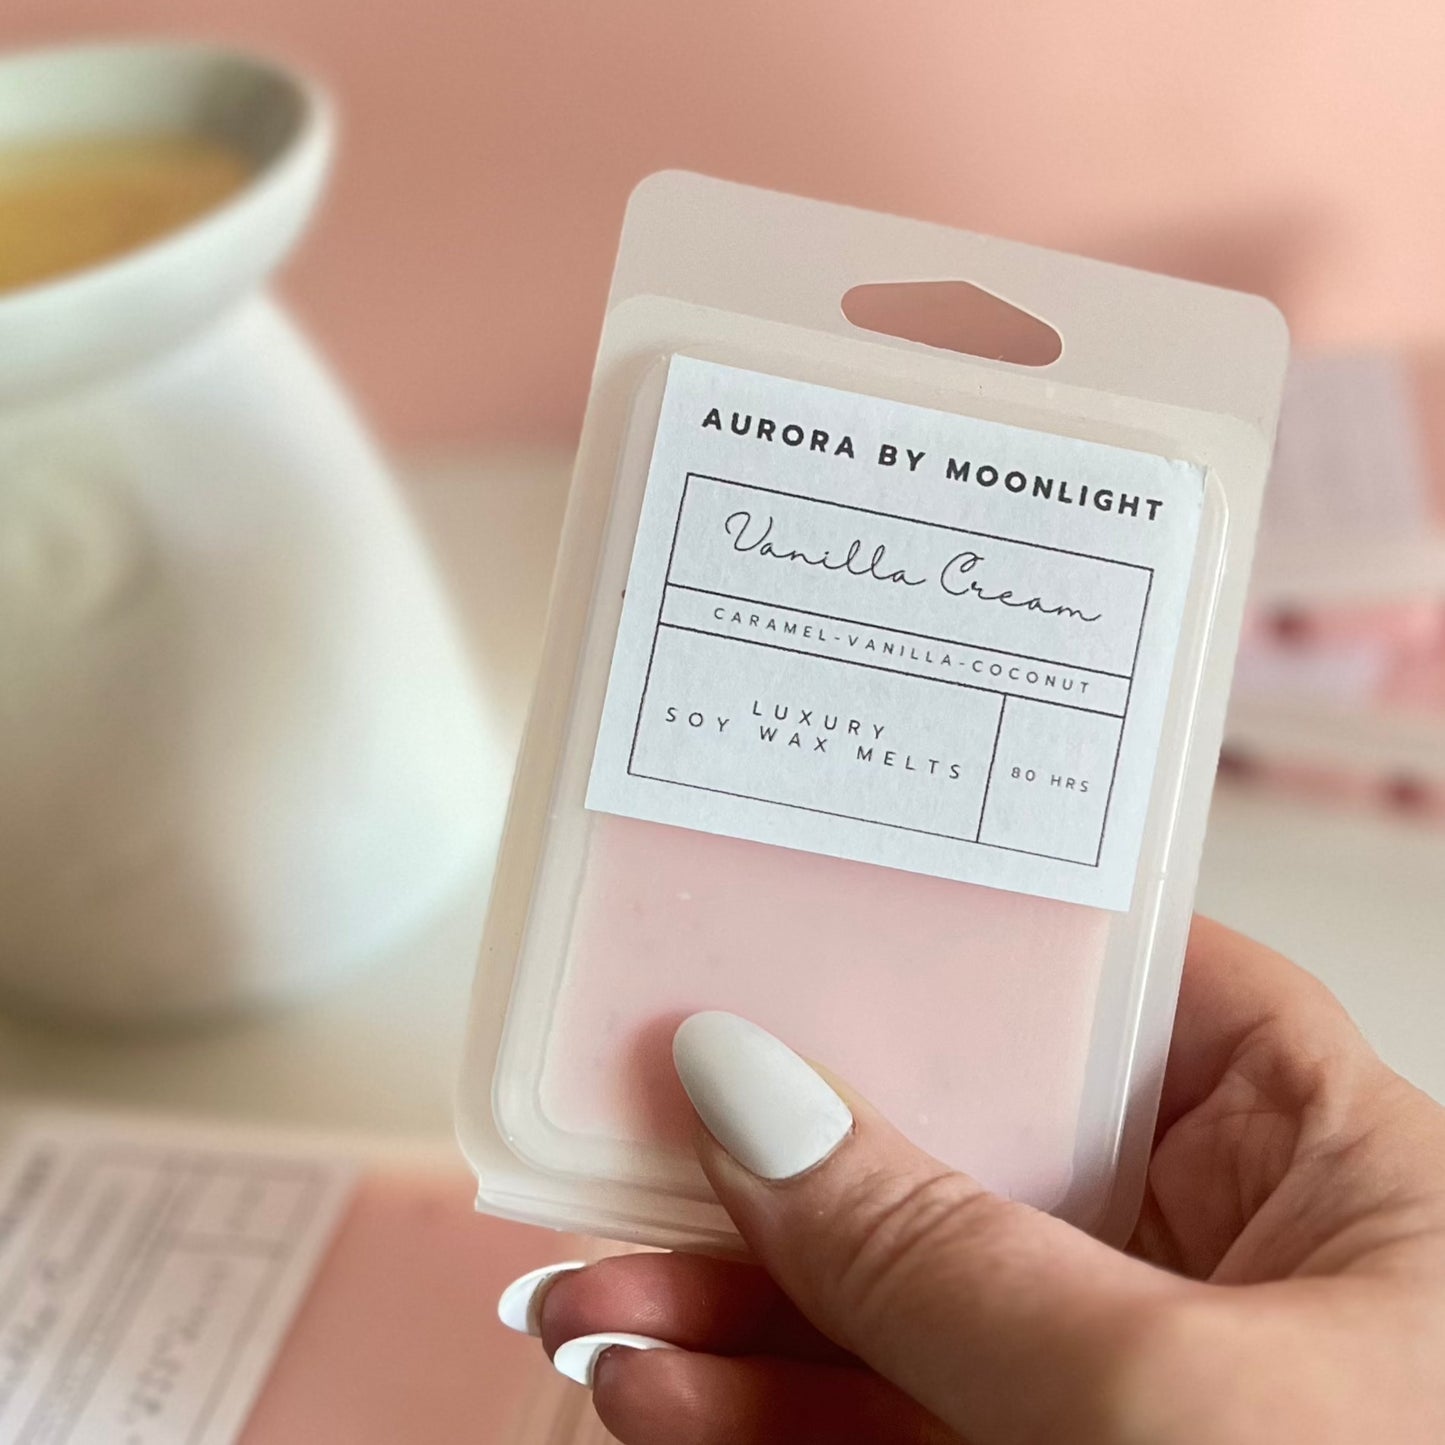 AURORA BY MOONLIGHT
Vanilla Cream
CARAMEL-VANILLA-COCONUT
LUXURY
SOY WAX MELTS
80 HRS